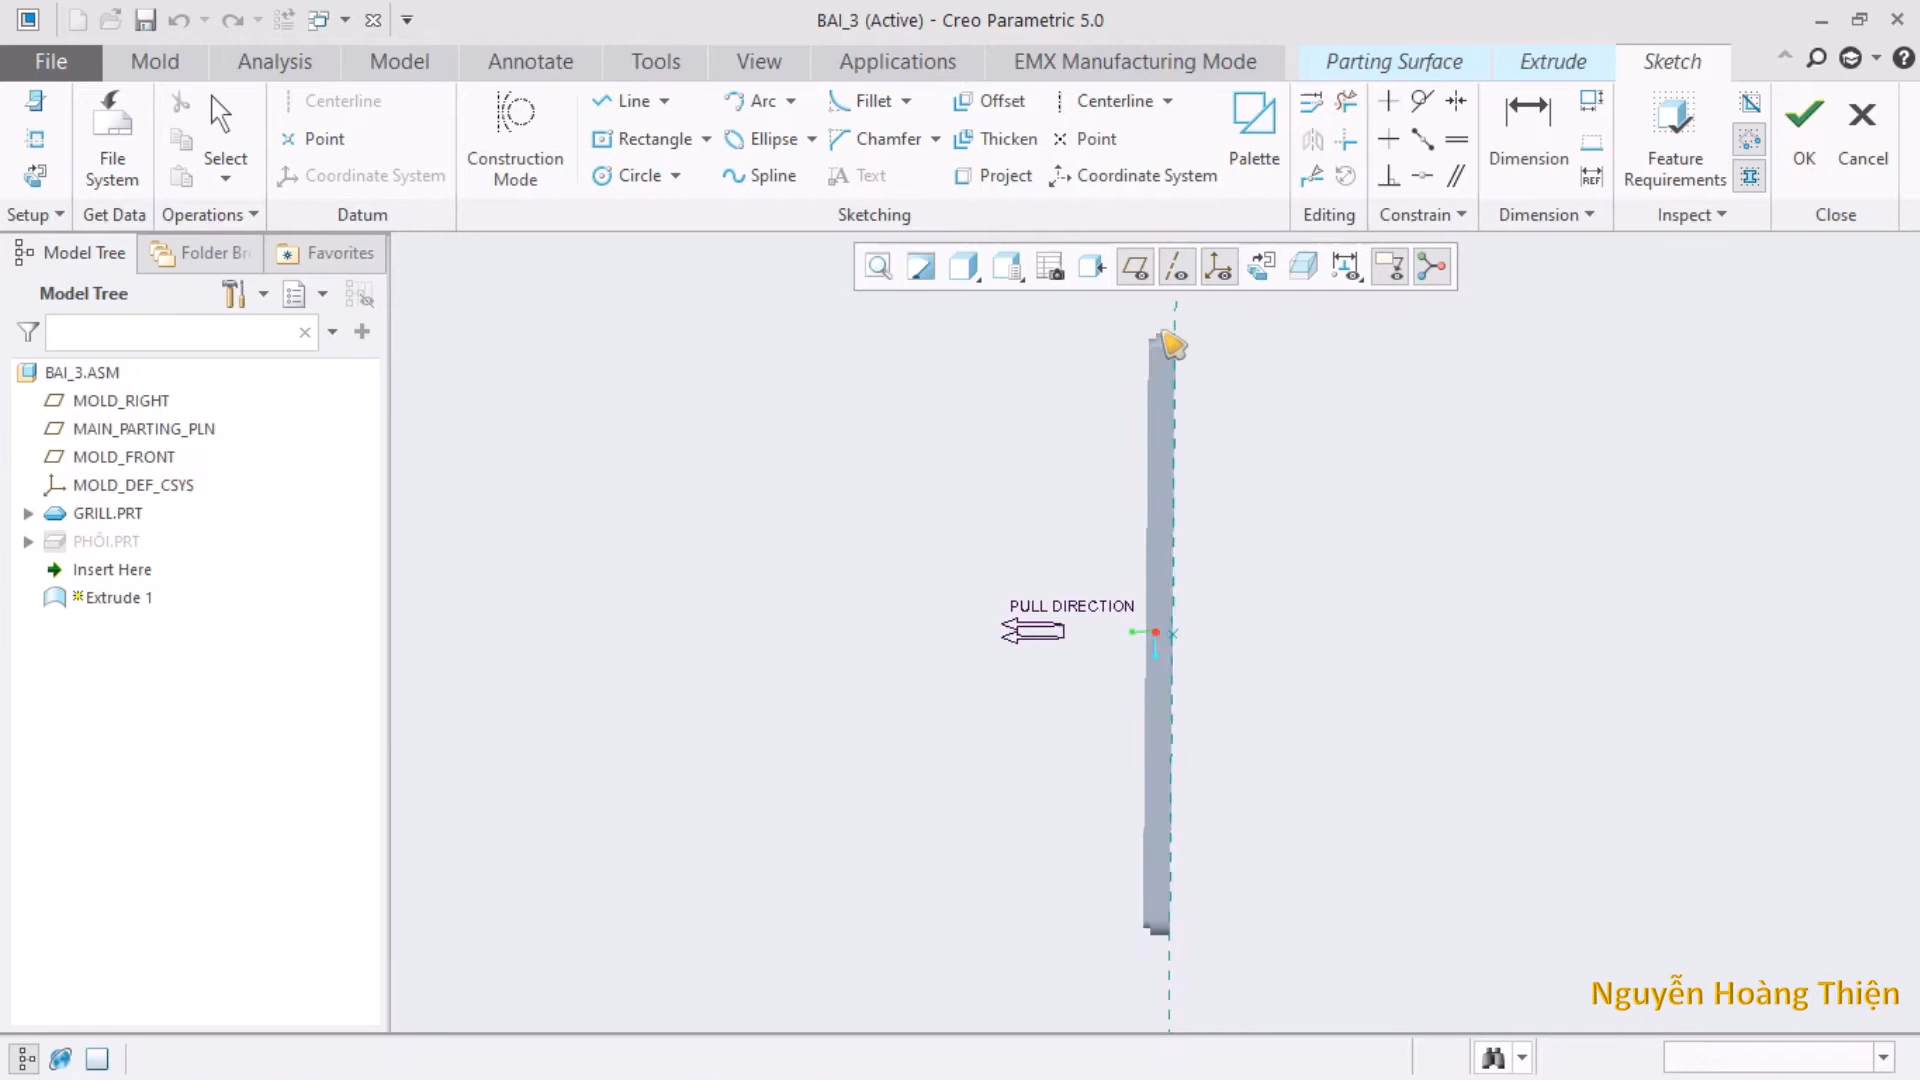 BAI_3 (Active) - Creo Parametric 5.0
File Mold Analysis Model Annotate Tools View Applications EMX Manufacturing Mode Parting Surface Extrude Sketch
Centerline
Point
Coordinate System
File System
Select
Construction Mode
Line Arc Fillet Offset Centerline
Rectangle Ellipse Chamfer Thicken Point
Circle Spline Text Project Coordinate System
Palette
Dimension
REF
Feature Requirements
OK Cancel
Setup Get Data Operations Datum Sketching Editing Constrain Dimension Inspect Close
Model Tree Folder Br Favorites
Model Tree
BAI_3.ASM
MOLD_RIGHT
MAIN_PARTING_PLN
MOLD_FRONT
MOLD_DEF_CSYS
GRILL.PRT
PHÔI.PRT
Insert Here
Extrude 1
PULL DIRECTION
Nguyễn Hoàng Thiện